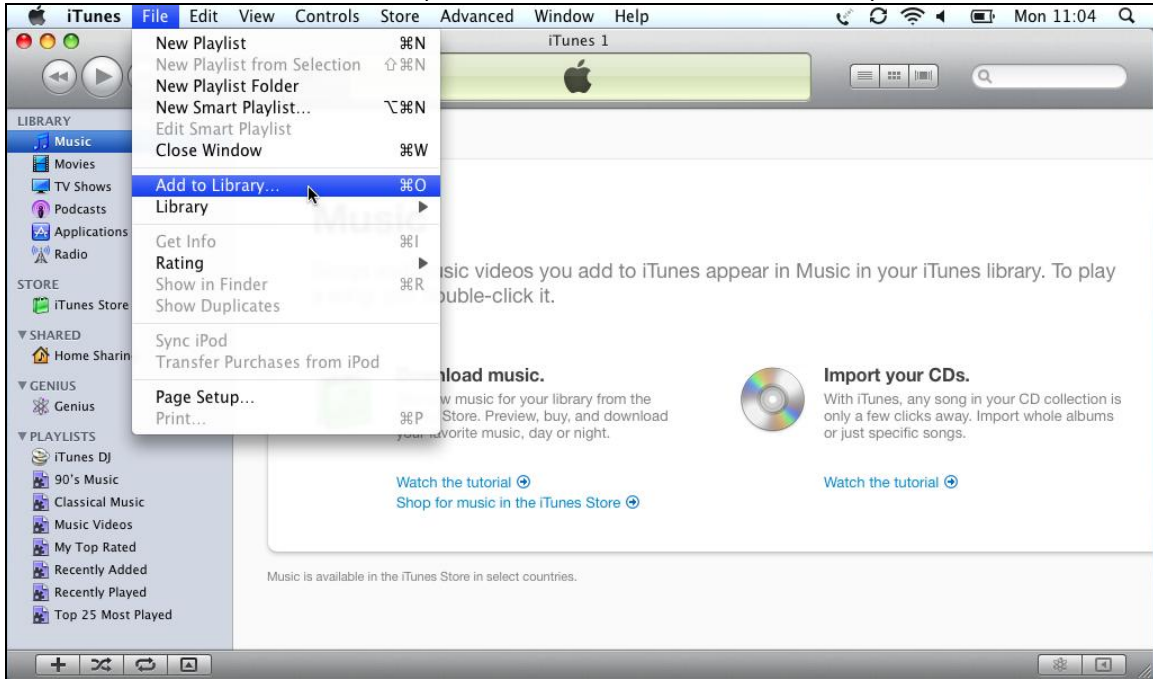 iTunes File Edit View Controls Store Advanced Window Help Mon 11:04
iTunes 1
New Playlist ⌘N
New Playlist from Selection ⇧⌘N
New Playlist Folder
New Smart Playlist... ⌥⌘N
Edit Smart Playlist
Close Window ⌘W
Add to Library... ⌘O
Library
Get Info ⌘I
Rating
Show in Finder ⌘R
Show Duplicates
Sync iPod
Transfer Purchases from iPod
Page Setup...
Print... ⌘P
LIBRARY
Music
Movies
TV Shows
Podcasts
Applications
Radio
STORE
iTunes Store
SHARED
Home Sharin
GENIUS
Genius
PLAYLISTS
iTunes DJ
90's Music
Classical Music
Music Videos
My Top Rated
Recently Added
Recently Played
Top 25 Most Played
Music
videos you add to iTunes appear in Music in your iTunes library. To play
click it.
music.
music for your library from the
Store. Preview, buy, and download
your favorite music, day or night.
Watch the tutorial
Shop for music in the iTunes Store
Import your CDs.
With iTunes, any song in your CD collection is
only a few clicks away. Import whole albums
or just specific songs.
Watch the tutorial
Music is available in the iTunes Store in select countries.